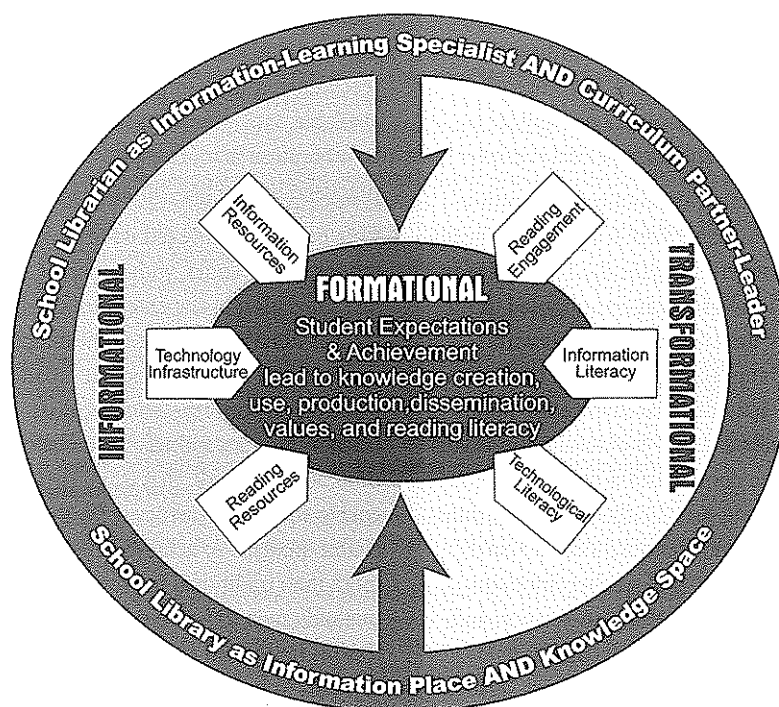 School Librarian as Information-Learning Specialist AND Curriculum Partner-Leader
Information
Resources
Reading
Engagement
INFORMATIONAL
Technology
Infrastructure
FORMATIONAL
Student Expectations
& Achievement
lead to knowledge creation,
use, production,dissemination,
values, and reading literacy
Information
Literacy
TRANSFORMATIONAL
Reading
Resources
Technological
Literacy
School Library as Information Place AND Knowledge Space